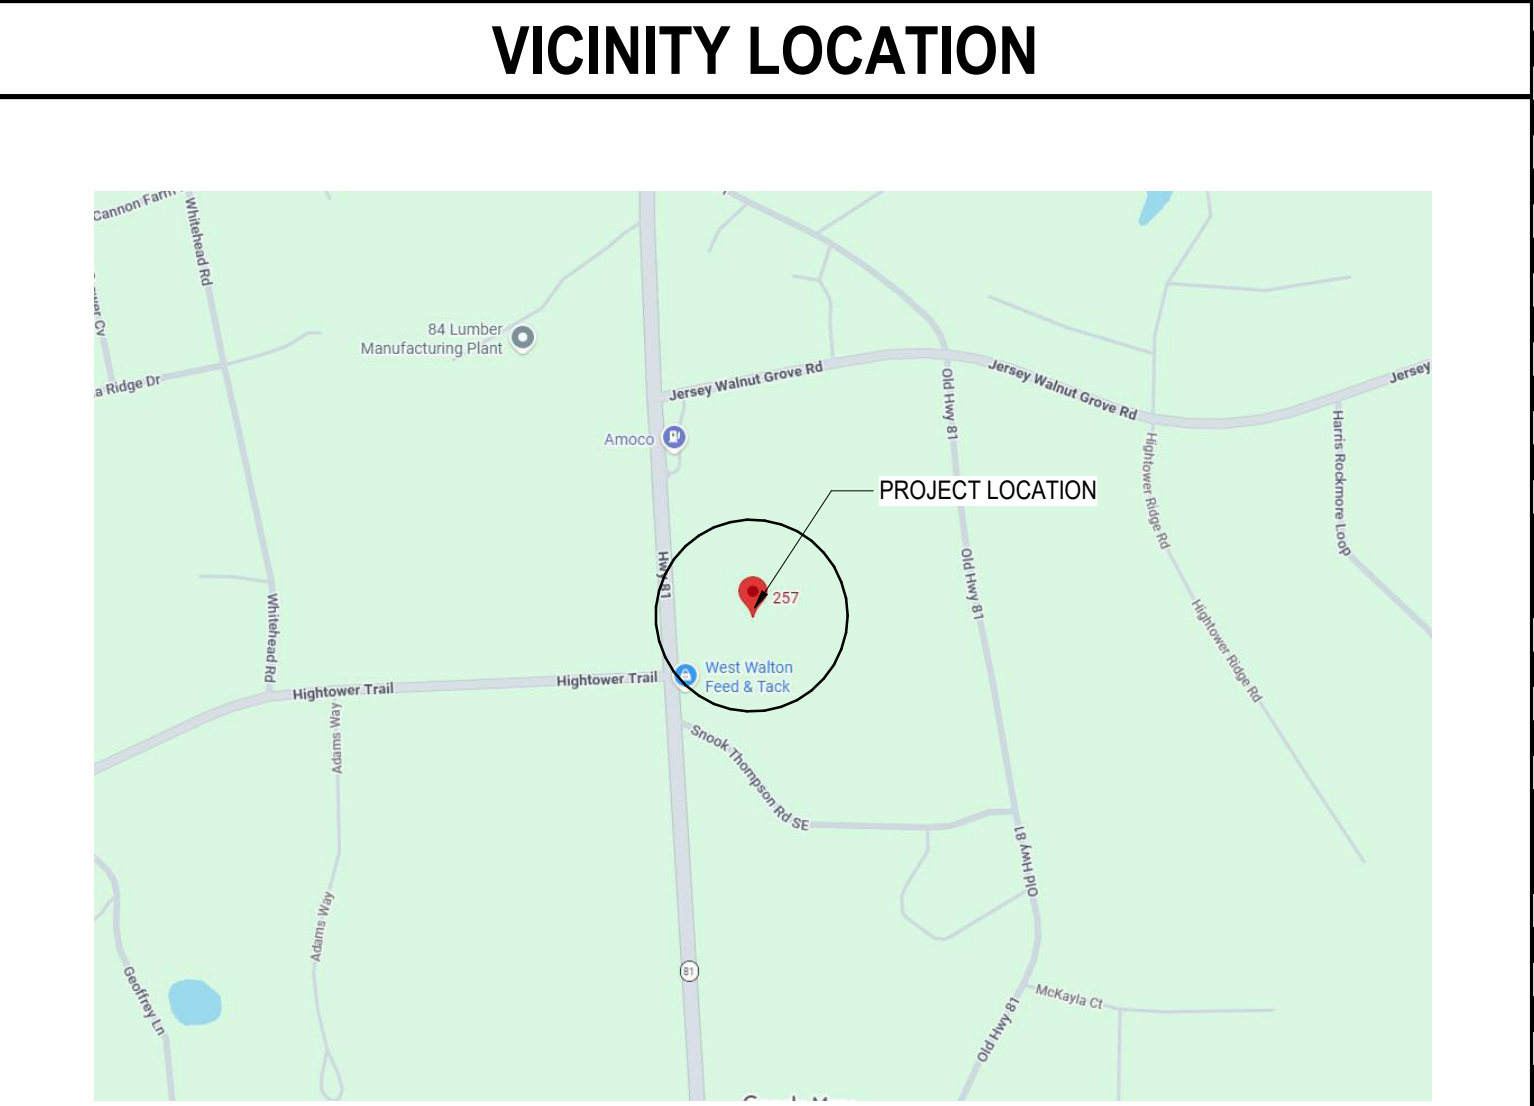 VICINITY LOCATION
Cannon Farm
Whitehead Rd
84 Lumber
Manufacturing Plant
a Ridge Dr
Jersey Walnut Grove Rd
Jersey Walnut Grove Rd
Jersey
Old Hwy 81
Amoco
Hightower Ridge Rd
Harris Rockmore Loop
PROJECT LOCATION
Hwy 81
Old Hwy 81
257
Whitehead Rd
Hightower Ridge Rd
West Walton
Feed & Tack
Hightower Trail
Hightower Trail
Adams Way
Snook Thompson Rd SE
Old Hwy 81
Adams Way
81
Geoffrey Ln
McKayla Ct
Old Hwy 81